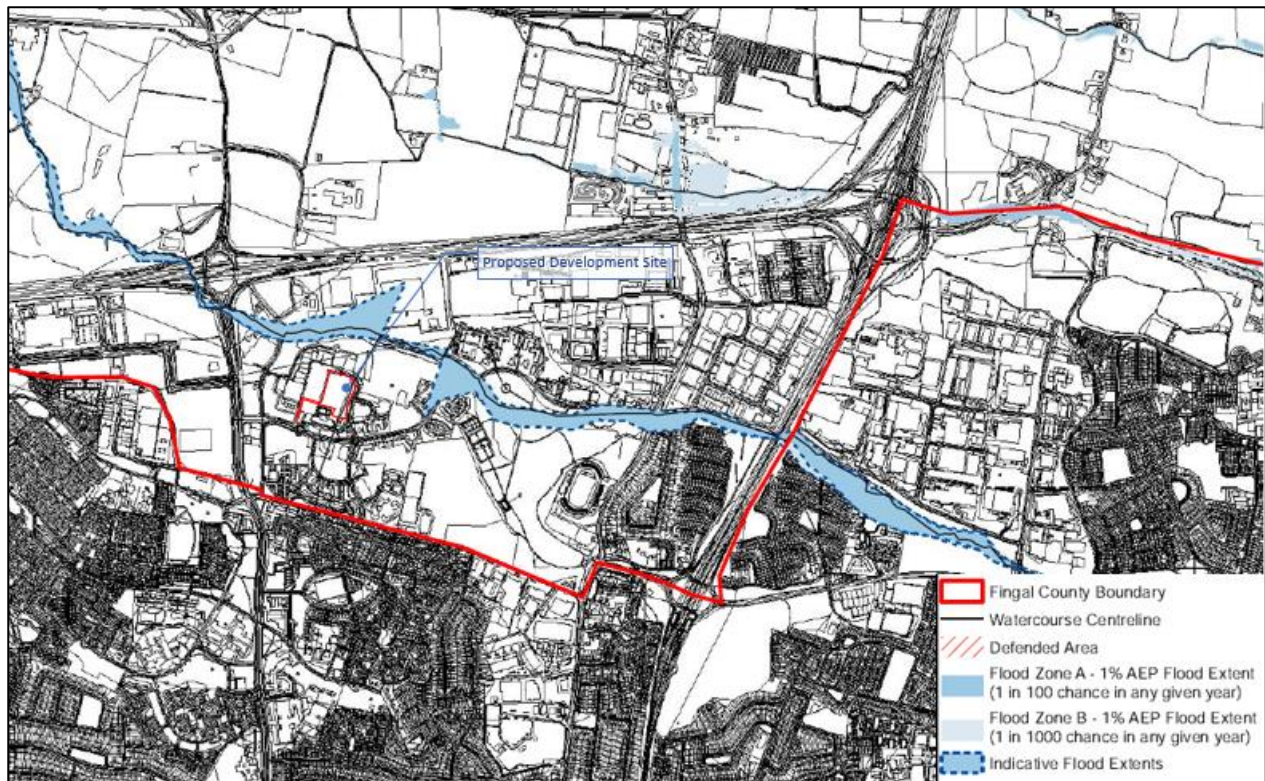 Proposed Development Site
Fingal County Boundary
Watercourse Centreline
Defended Area
Flood Zone A - 1% AEP Flood Extent
(1 in 100 chance in any given year)
Flood Zone B - 1% AEP Flood Extent
(1 in 1000 chance in any given year)
Indicative Flood Extents